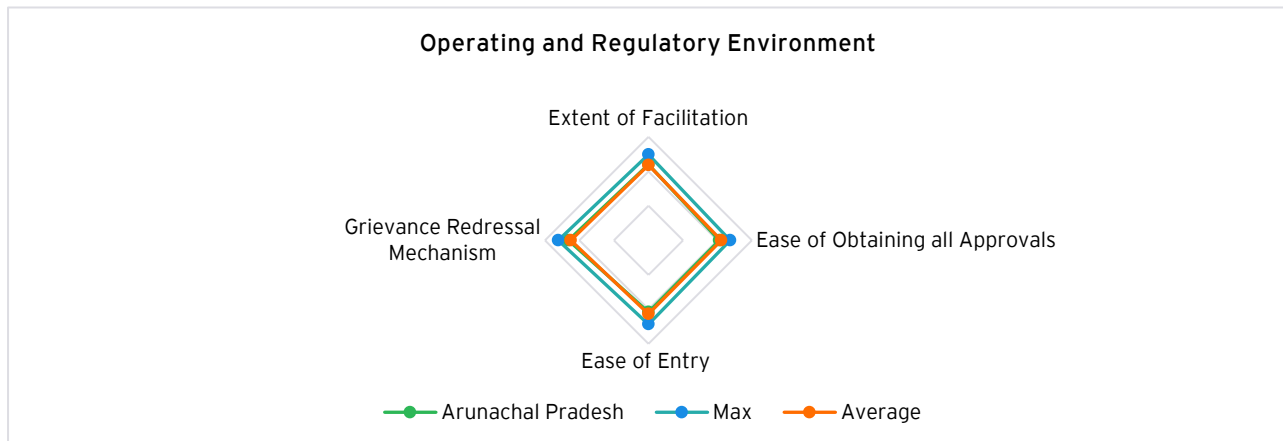 Operating and Regulatory Environment
Extent of Facilitation
Grievance Redressal
Mechanism
Ease of Obtaining all Approvals
Ease of Entry
Arunachal Pradesh
Max
Average